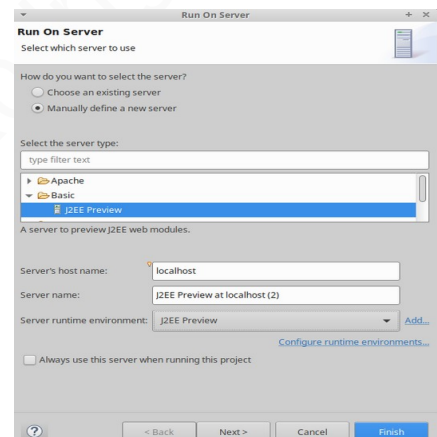 Run On Server
Run On Server
Select which server to use
How do you want to select the server?
Choose an existing server
Manually define a new server
Select the server type:
type filter text
Apache
Basic
J2EE Preview
A server to preview J2EE web modules.
Server's host name: localhost
Server name: J2EE Preview at localhost (2)
Server runtime environment: J2EE Preview Add...
Configure runtime environments...
Always use this server when running this project
? < Back Next > Cancel Finish